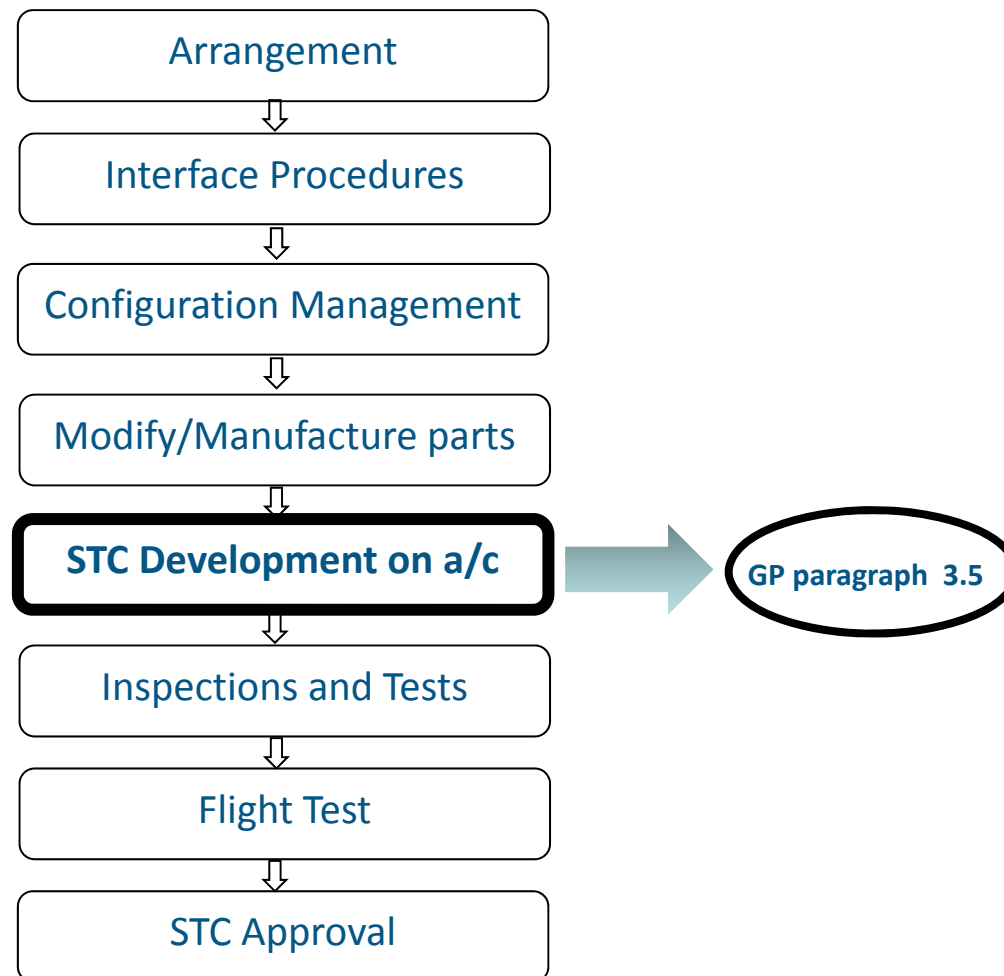 Arrangement
Interface Procedures
Configuration Management
Modify/Manufacture parts
STC Development on a/c
GP paragraph 3.5
Inspections and Tests
Flight Test
STC Approval